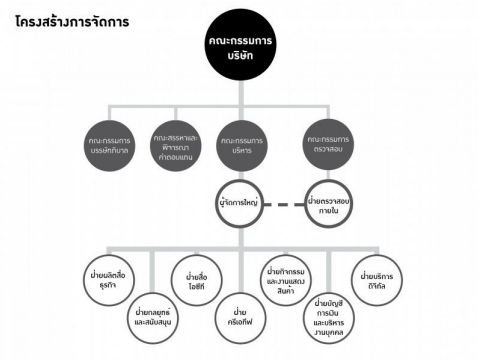 โครงสร้างการจัดการ
คณะกรรมการ
บริษัท
คณะกรรมการ
บรรษัทภิบาล
คณะสรรหาและ
พิจารณา
ค่าตอบแทน
คณะกรรมการ
บริหาร
คณะกรรมการ
ตรวจสอบ
ผู้จัดการใหญ่
ฝ่ายตรวจสอบ
ภายใน
ฝ่ายผลิตสื่อ
ธุรกิจ
ฝ่ายกลยุทธ์
และสนับสนุน
ฝ่ายสื่อ
ไอซีที
ฝ่าย
ครีเอทีฟ
ฝ่ายกิจกรรม
และงานแสดง
สินค้า
ฝ่ายบัญชี
การเงิน
และบริหาร
งานบุคคล
ฝ่ายบริการ
ดิจิทัล